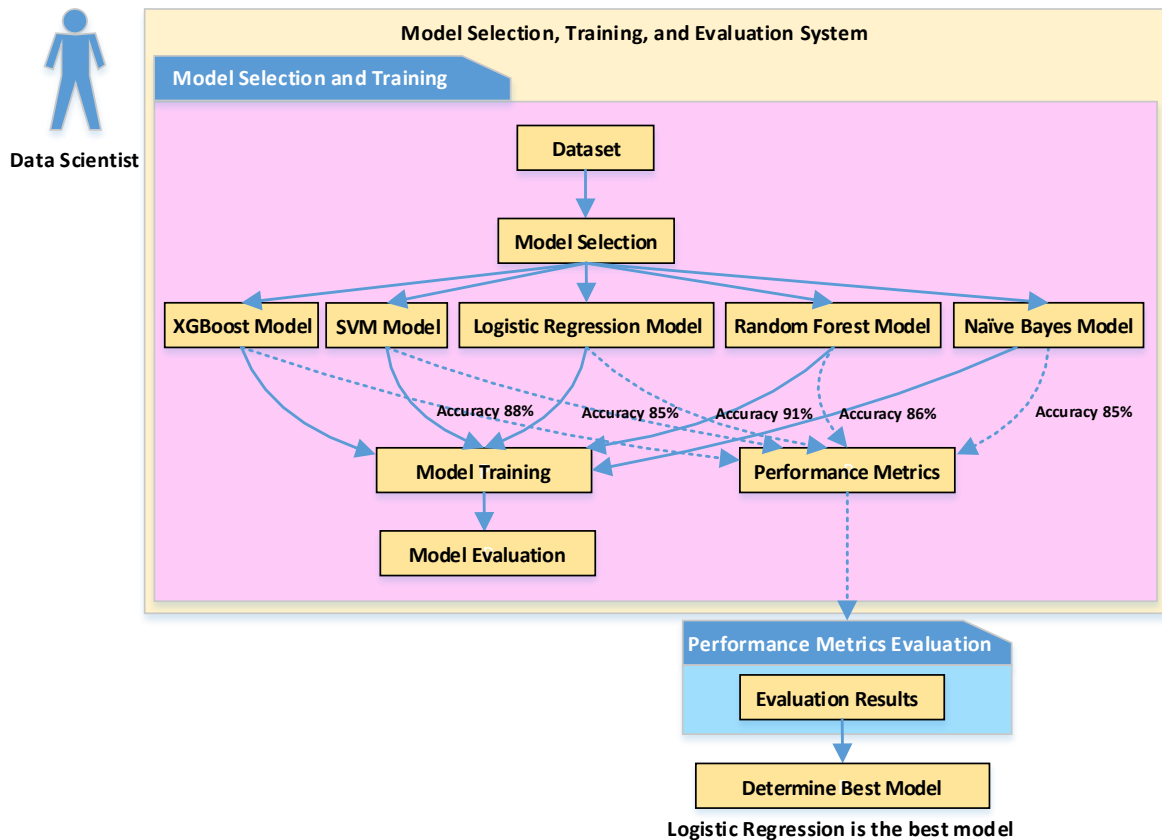 Model Selection, Training, and Evaluation System
Model Selection and Training
Data Scientist
Dataset
Model Selection
XGBoost Model
SVM Model
Logistic Regression Model
Random Forest Model
Naïve Bayes Model
Accuracy 88%
Accuracy 85%
Accuracy 91%
Accuracy 86%
Accuracy 85%
Model Training
Performance Metrics
Model Evaluation
Performance Metrics Evaluation
Evaluation Results
Determine Best Model
Logistic Regression is the best model